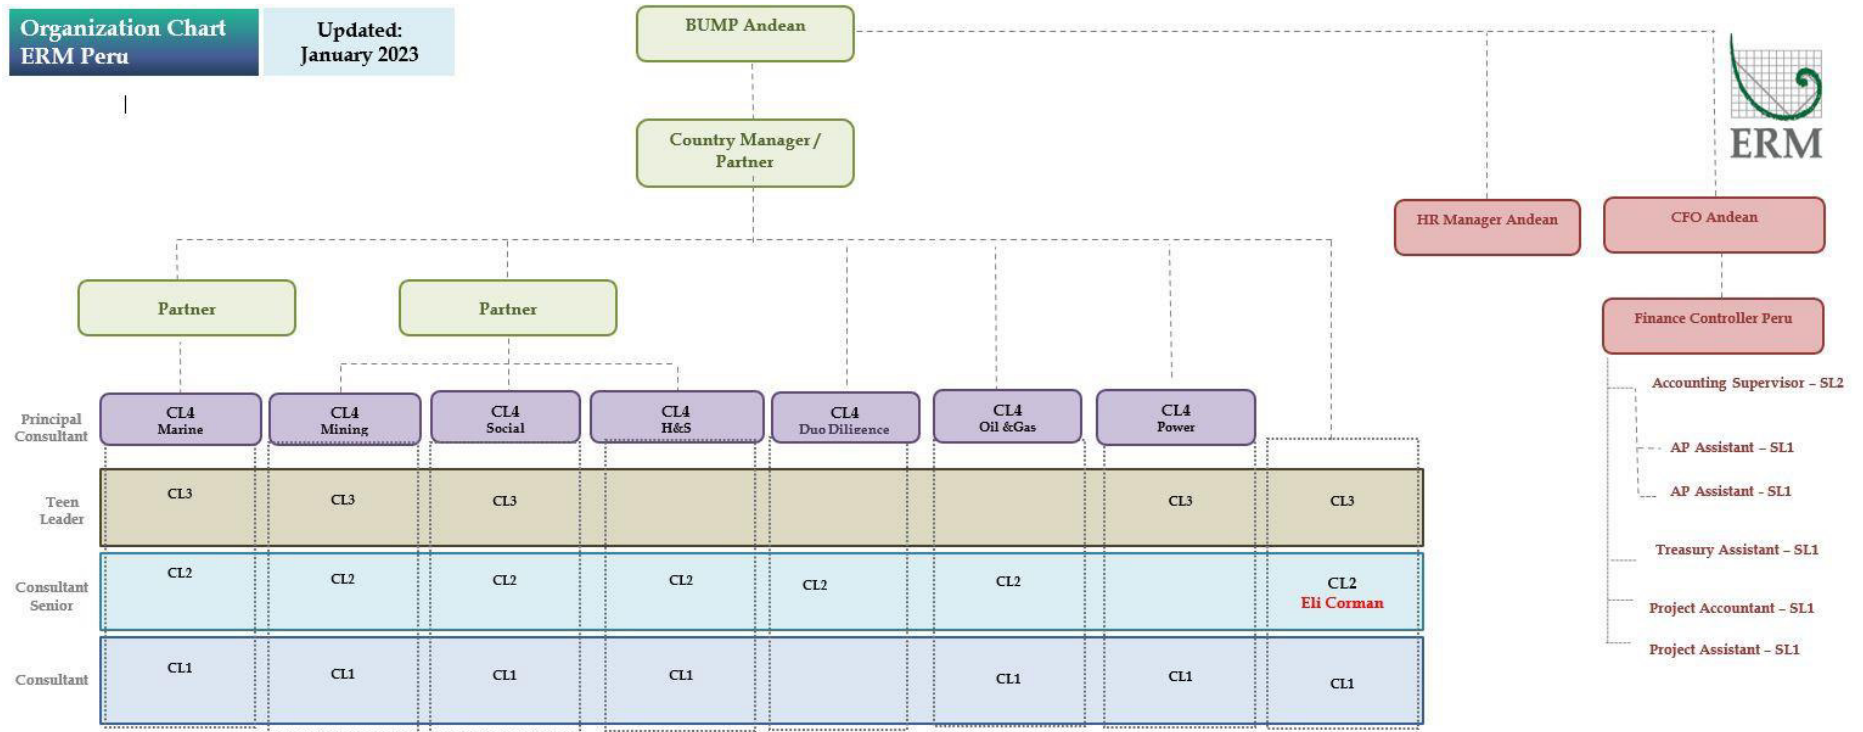 Organization Chart
ERM Peru
Updated:
January 2023
BUMP Andean
Country Manager /
Partner
ERM
HR Manager Andean
CFO Andean
Partner
Partner
Finance Controller Peru
Accounting Supervisor – SL2
AP Assistant – SL1
AP Assistant - SL1
Treasury Assistant – SL1
Project Accountant – SL1
Project Assistant – SL1
Principal
Consultant
CL4
Marine
CL4
Mining
CL4
Social
CL4
H&S
CL4
Duo Diligence
CL4
Oil &Gas
CL4
Power
Teen
Leader
CL3
CL3
CL3
CL3
CL3
Consultant
Senior
CL2
CL2
CL2
CL2
CL2
CL2
CL2
Eli Corman
Consultant
CL1
CL1
CL1
CL1
CL1
CL1
CL1